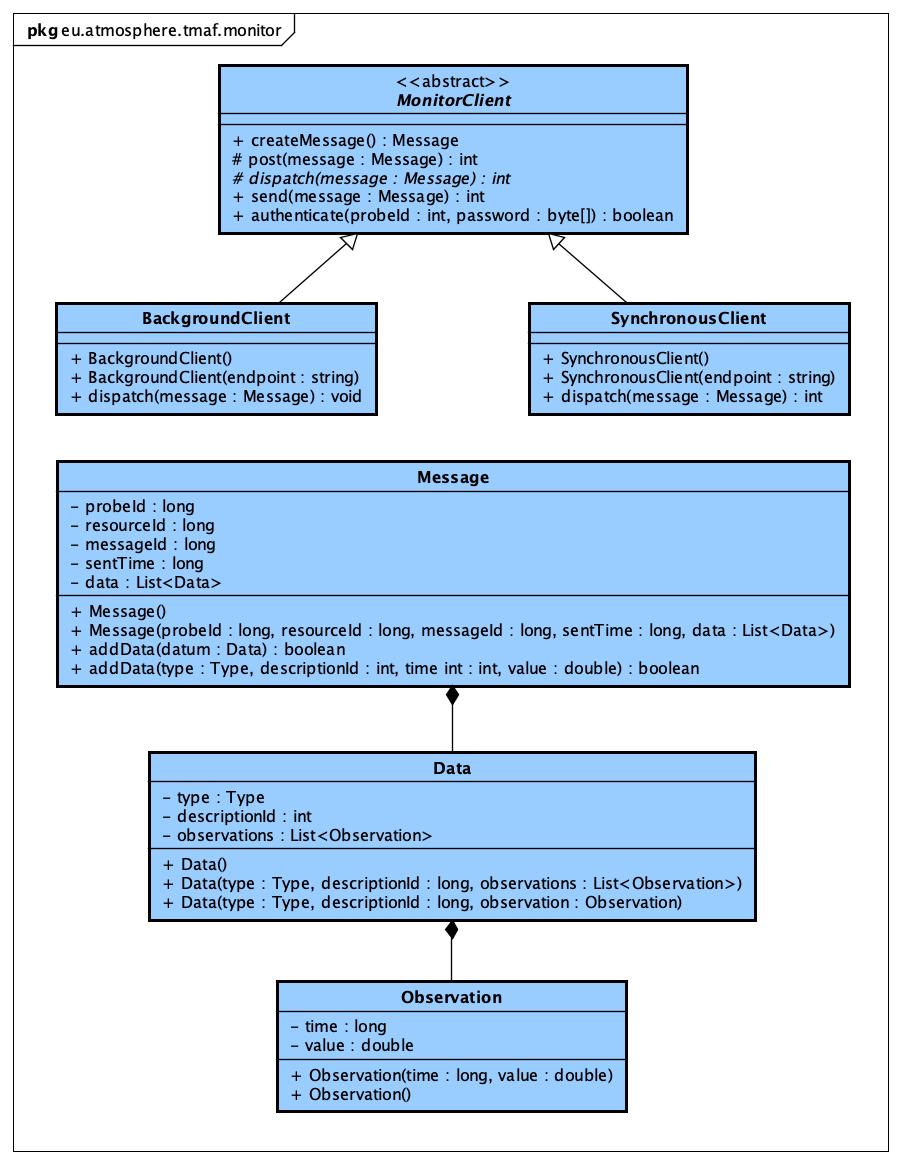 pkg eu.atmosphere.tmaf.monitor
<<abstract>>
MonitorClient
+ createMessage() : Message
# post(message : Message) : int
# dispatch(message : Message) : int
+ send(message : Message) : int
+ authenticate(probeId : int, password : byte[]) : boolean
BackgroundClient
+ BackgroundClient()
+ BackgroundClient(endpoint : string)
+ dispatch(message : Message) : void
SynchronousClient
+ SynchronousClient()
+ SynchronousClient(endpoint : string)
+ dispatch(message : Message) : int
Message
- probeId : long
- resourceId : long
- messageId : long
- sentTime : long
- data : List<Data>
+ Message()
+ Message(probeId : long, resourceId : long, messageId : long, sentTime : long, data : List<Data>)
+ addData(datum : Data) : boolean
+ addData(type : Type, descriptionId : int, time int : int, value : double) : boolean
Data
- type : Type
- descriptionId : int
- observations : List<Observation>
+ Data()
+ Data(type : Type, descriptionId : long, observations : List<Observation>)
+ Data(type : Type, descriptionId : long, observation : Observation)
Observation
- time : long
- value : double
+ Observation(time : long, value : double)
+ Observation()